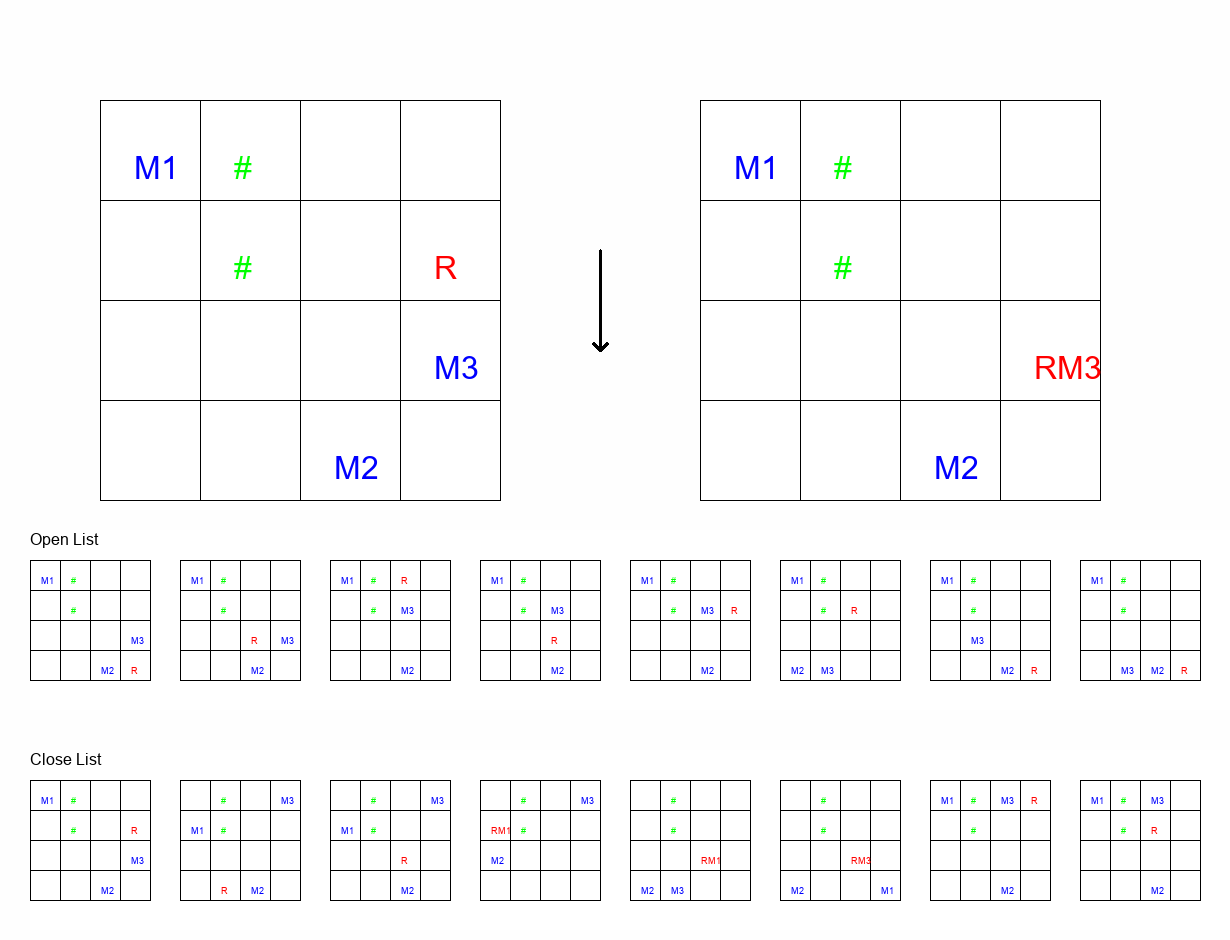 M1 # M1 #
# R #
M3 RM3
M2 M2
Open List
M1 # M1 # M1 # R M1 # M1 # M1 # M1 # M1 #
# # # M3 # M3 # M3 R # R # #
M3 R M3 R M3
M2 R M2 M2 M2 M2 M2 M3 M2 R M3 M2 R
Close List
M1 # # M3 # M3 # M3 # # M1 # M3 R M1 # M3
# R M1 # M1 # RM1 # # # # # R
M3 R M2 RM1 RM3
M2 R M2 M2 M2 M3 M2 M1 M2 M2